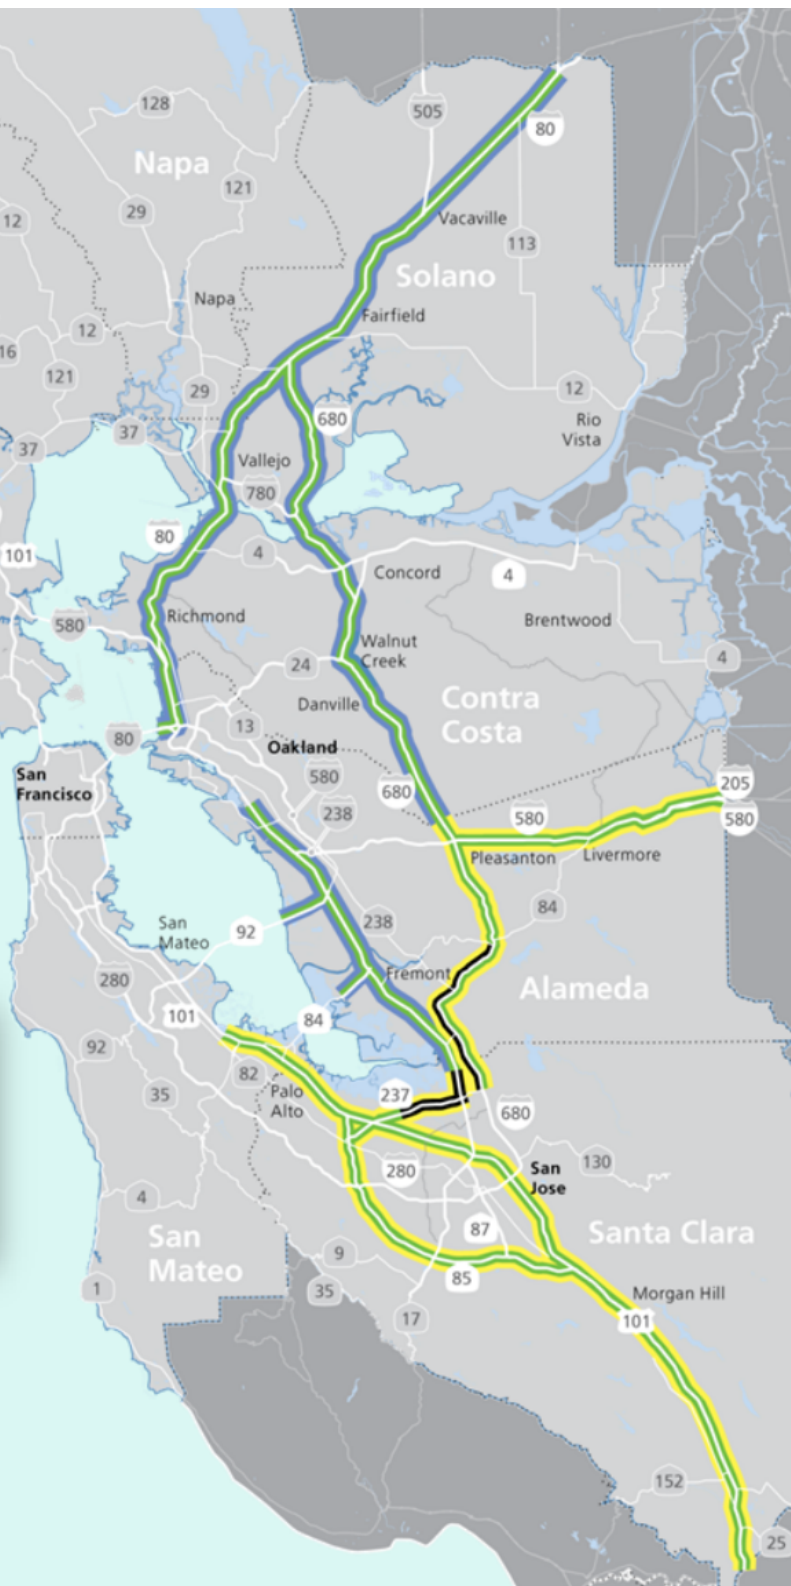 128
505
80
Napa
121
29
12
Vacaville
113
Solano
Napa
Fairfield
12
16
121
29
12
680
37
37
Rio
Vista
Vallejo
780
80
101
4
Concord
4
Richmond
580
Brentwood
Walnut
Creek
24
4
Danville
Contra
Costa
13
80
Oakland
San
Francisco
580
205
680
238
580
580
Pleasanton
Livermore
84
San
Mateo
92
238
Fremont
280
Alameda
101
84
92
82
Palo
Alto
237
35
680
280
San
Jose
130
4
87
San
Mateo
Santa Clara
9
85
1
35
Morgan Hill
17
101
152
25